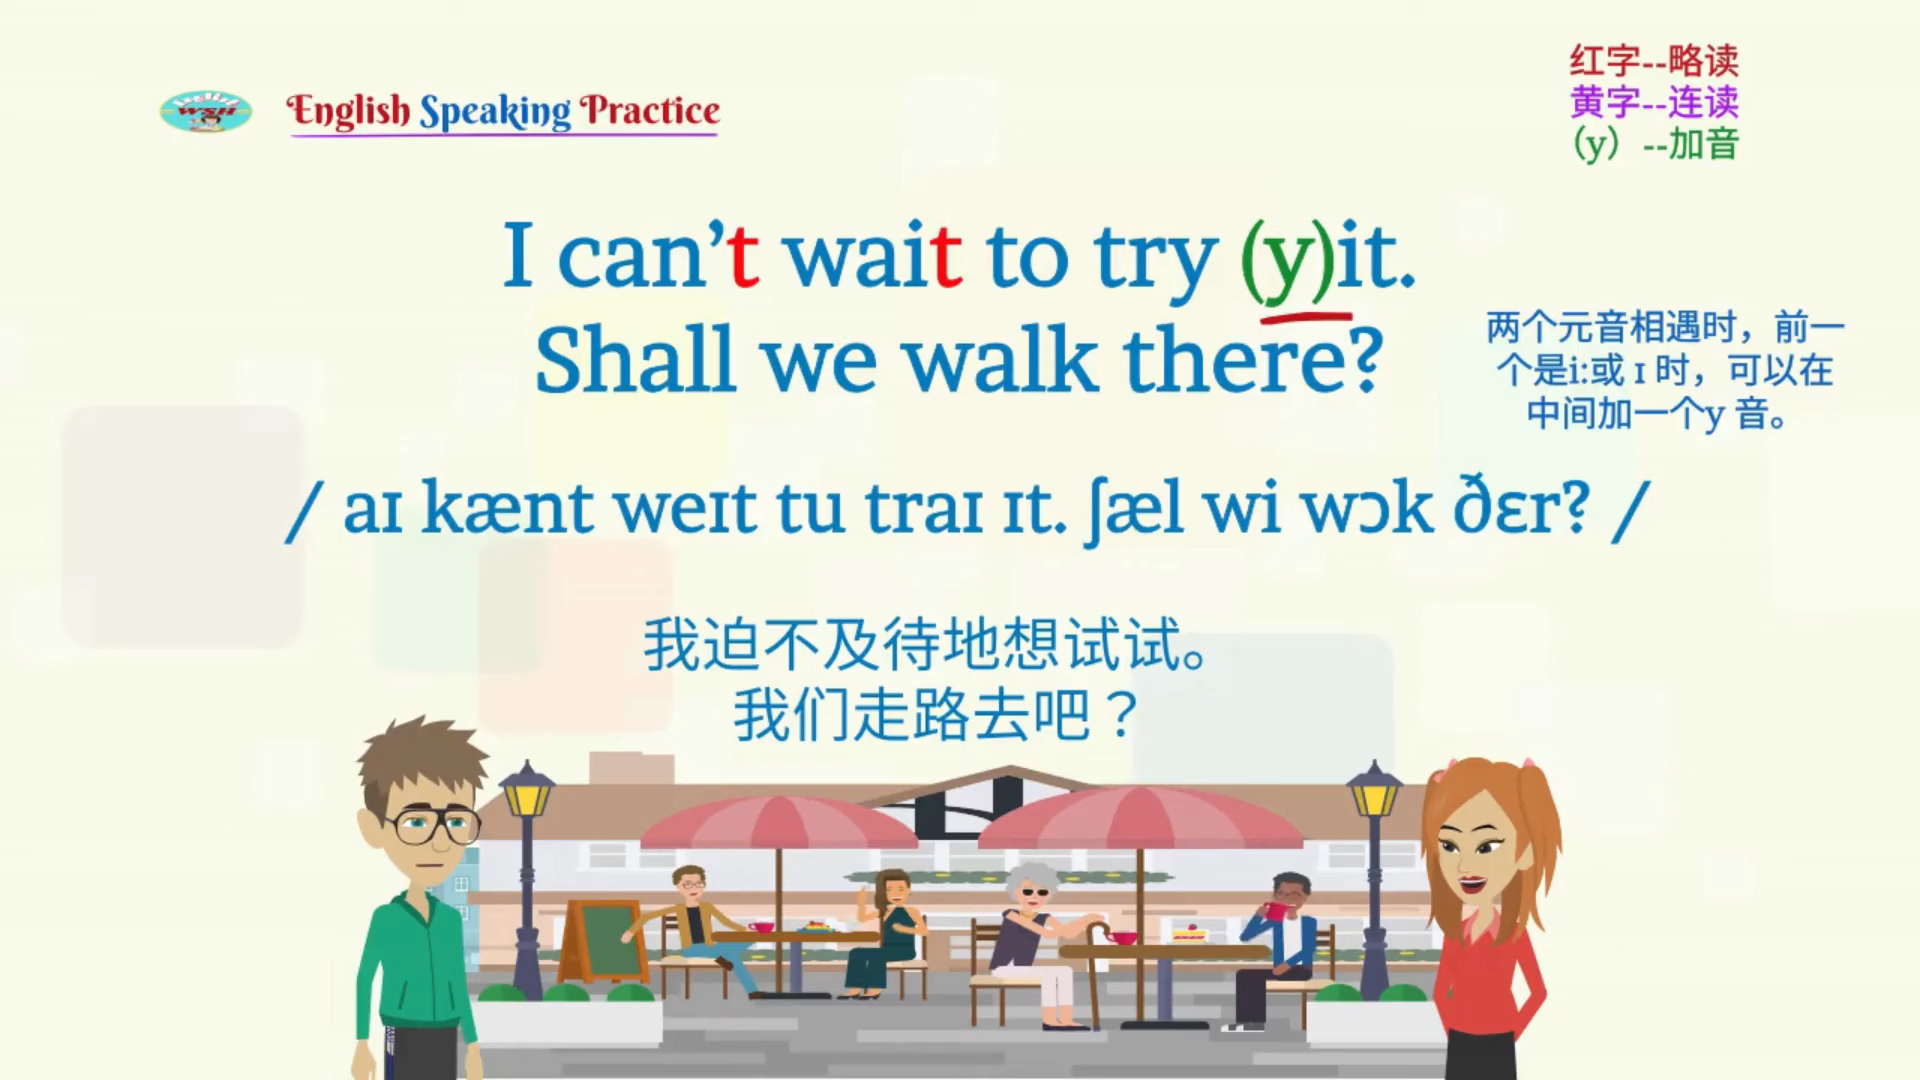 English Speaking Practice
红字--略读
黄字--连读
（y）--加音
I can't wait to try (y)it.
Shall we walk there?
两个元音相遇时，前一
个是i:或 ɪ 时，可以在
中间加一个y 音。
/ aɪ kænt weɪt tu traɪ ɪt. ʃæl wi wɔk ðɛr? /
我迫不及待地想试试。
我们走路去吧？